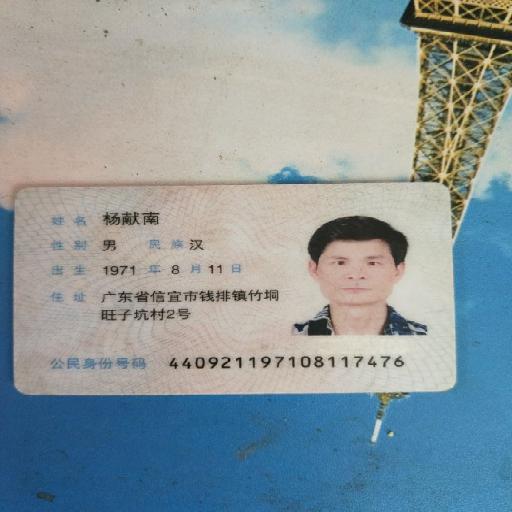 姓名 杨献南
性别 男 民族 汉
出生 1971 年 8 月 11 日
住址 广东省信宜市钱排镇竹垌
旺子坑村2号
公民身份号码 440921197108117476